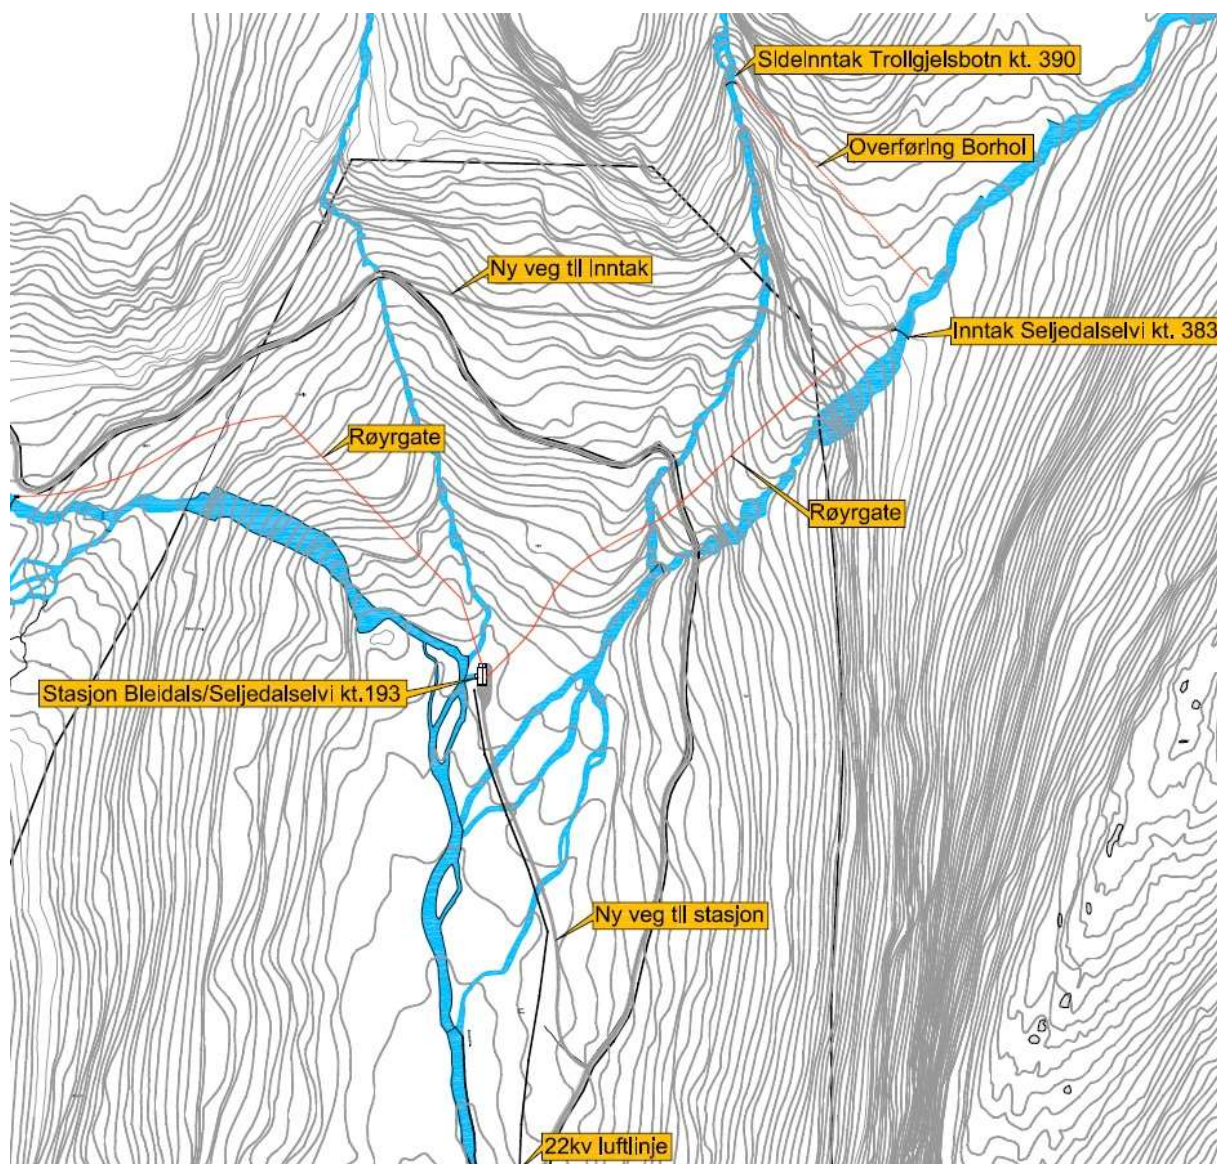 Sideinntak Trollgjelsbotn kt. 390
Overføring Borhol
Ny veg til Inntak
Inntak Seljedalselvi kt. 383
Røyrgate
Røyrgate
Stasjon Bleidals/Seljedalselvi kt.193
Ny veg til stasjon
22kv luftlinje